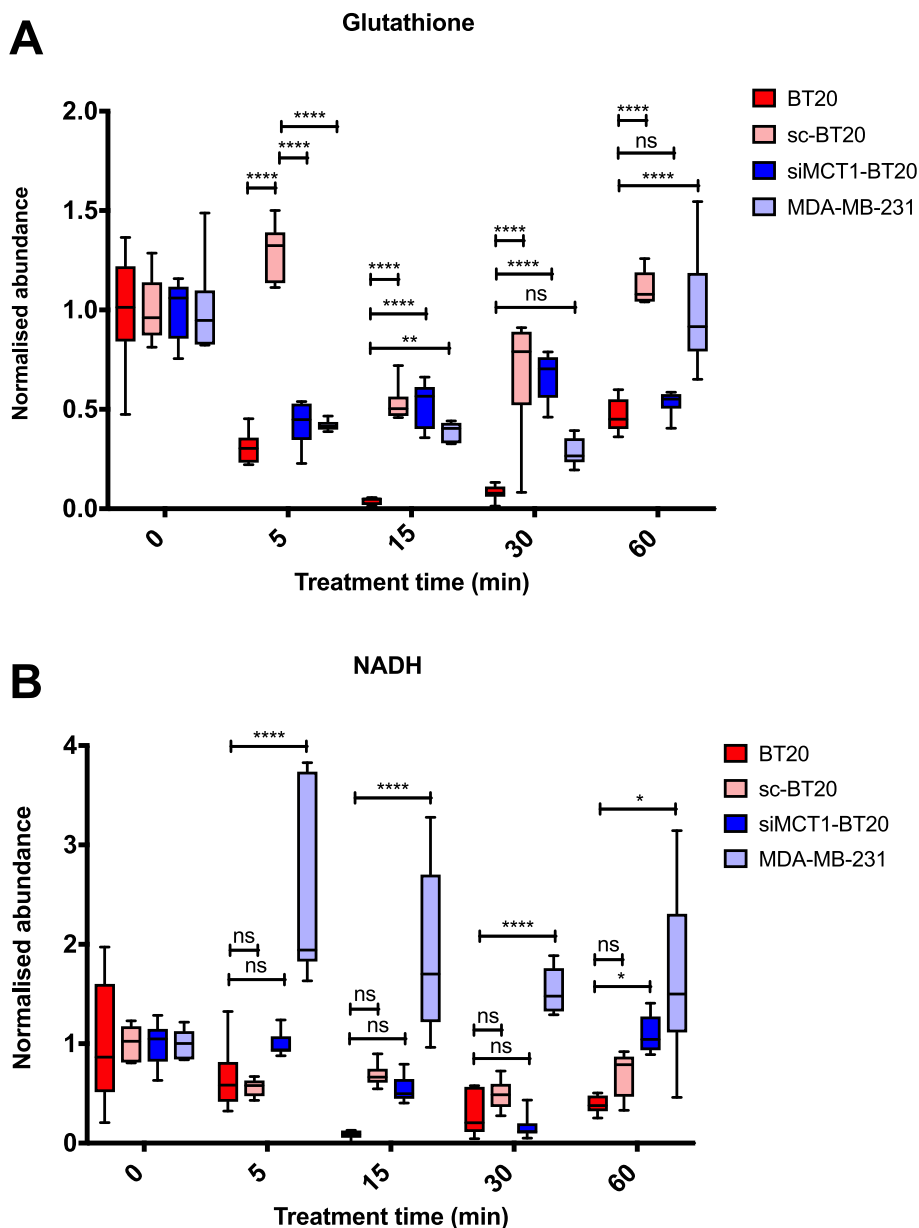 A
Glutathione
Normalised abundance
2.0
1.5
1.0
0.5
0.0
****
****
****
****
****
**
****
****
ns
****
ns
****
0
5
15
30
60
Treatment time (min)
BT20
sc-BT20
siMCT1-BT20
MDA-MB-231
B
NADH
Normalised abundance
4
3
2
1
0
****
ns
ns
****
ns
ns
****
ns
ns
*
ns
*
0
5
15
30
60
Treatment time (min)
BT20
sc-BT20
siMCT1-BT20
MDA-MB-231